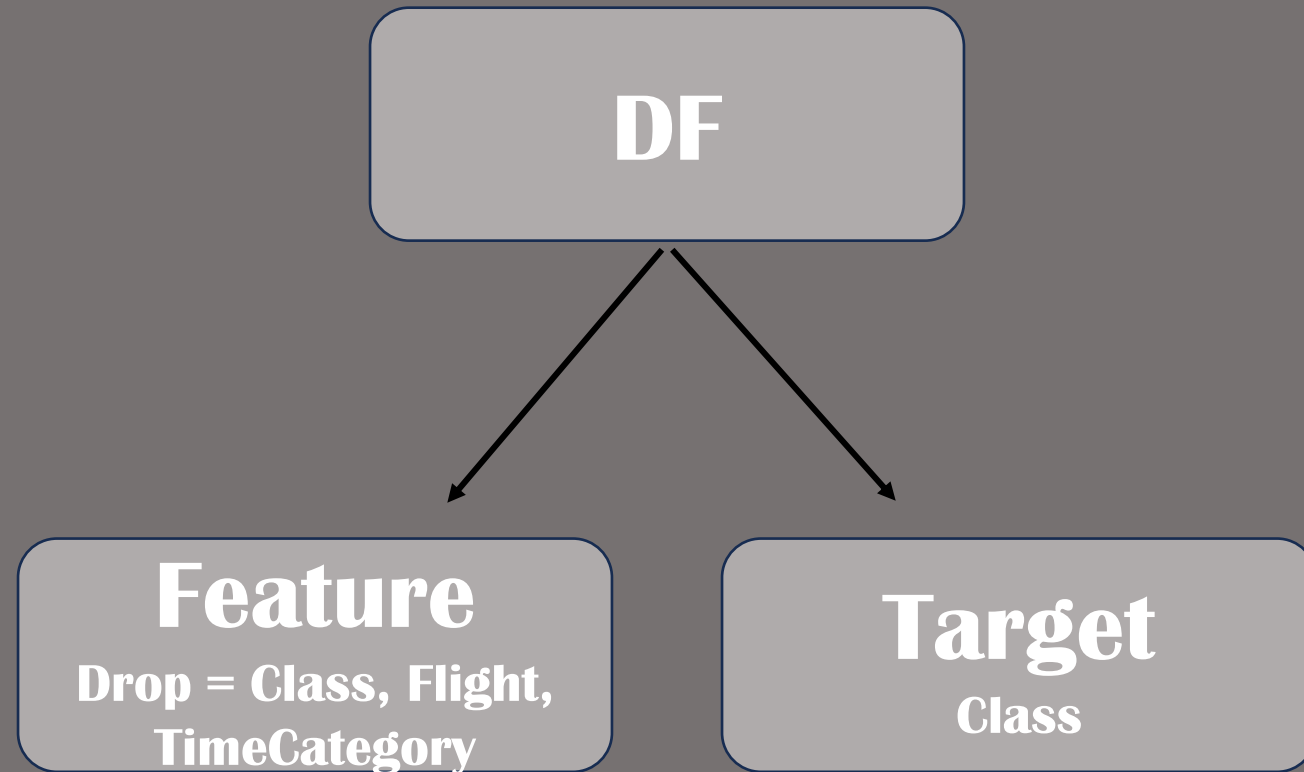 DF
Feature
Drop = Class, Flight,
TimeCategory
Target
Class